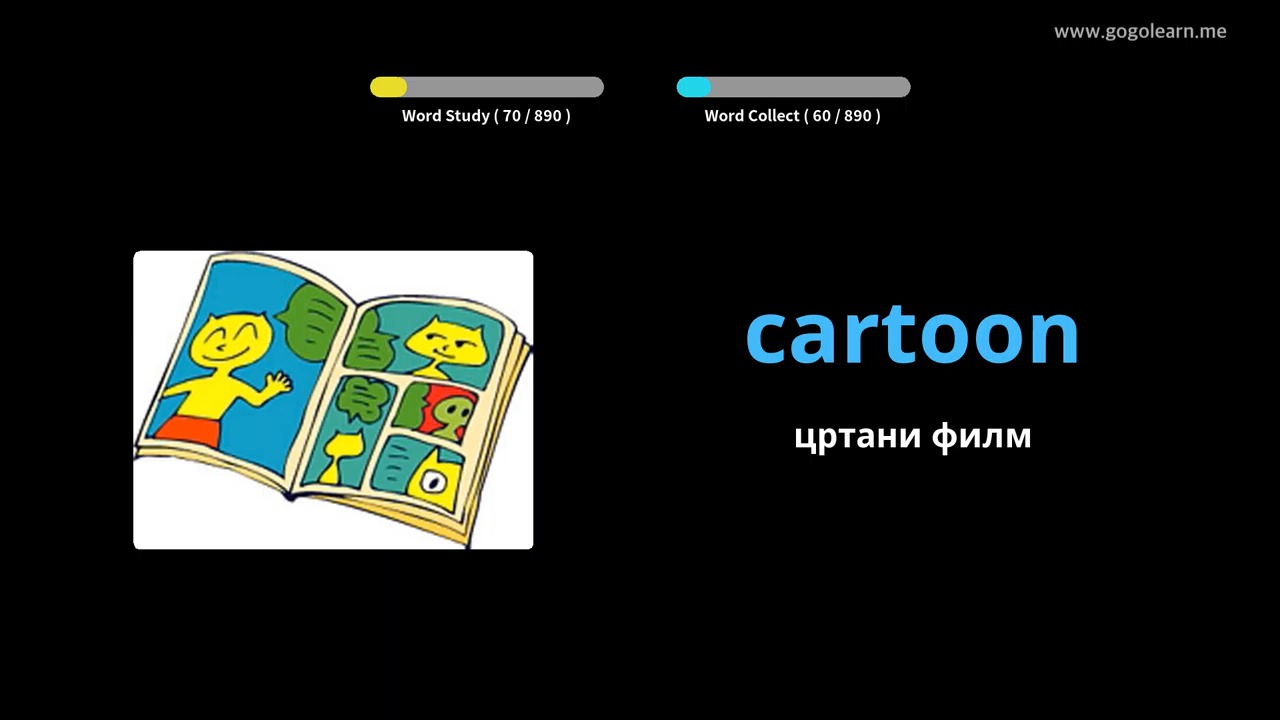 www.gogolearn.me
Word Study ( 70 / 890 )
Word Collect ( 60 / 890 )
cartoon
цртани филм